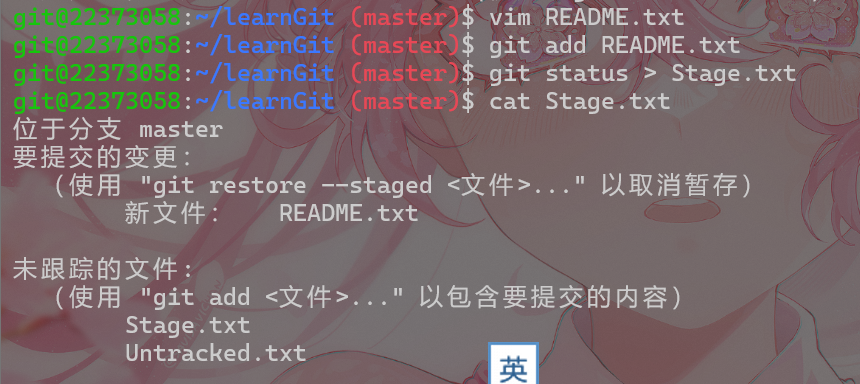 git@22373058:~/learnGit (master)$ vim README.txt
git@22373058:~/learnGit (master)$ git add README.txt
git@22373058:~/learnGit (master)$ git status > Stage.txt
git@22373058:~/learnGit (master)$ cat Stage.txt
位于分支 master
要提交的变更：
  （使用 "git restore --staged <文件>..." 以取消暂存）
        新文件：   README.txt

未跟踪的文件:
  （使用 "git add <文件>..." 以包含要提交的内容）
        Stage.txt
        Untracked.txt
英